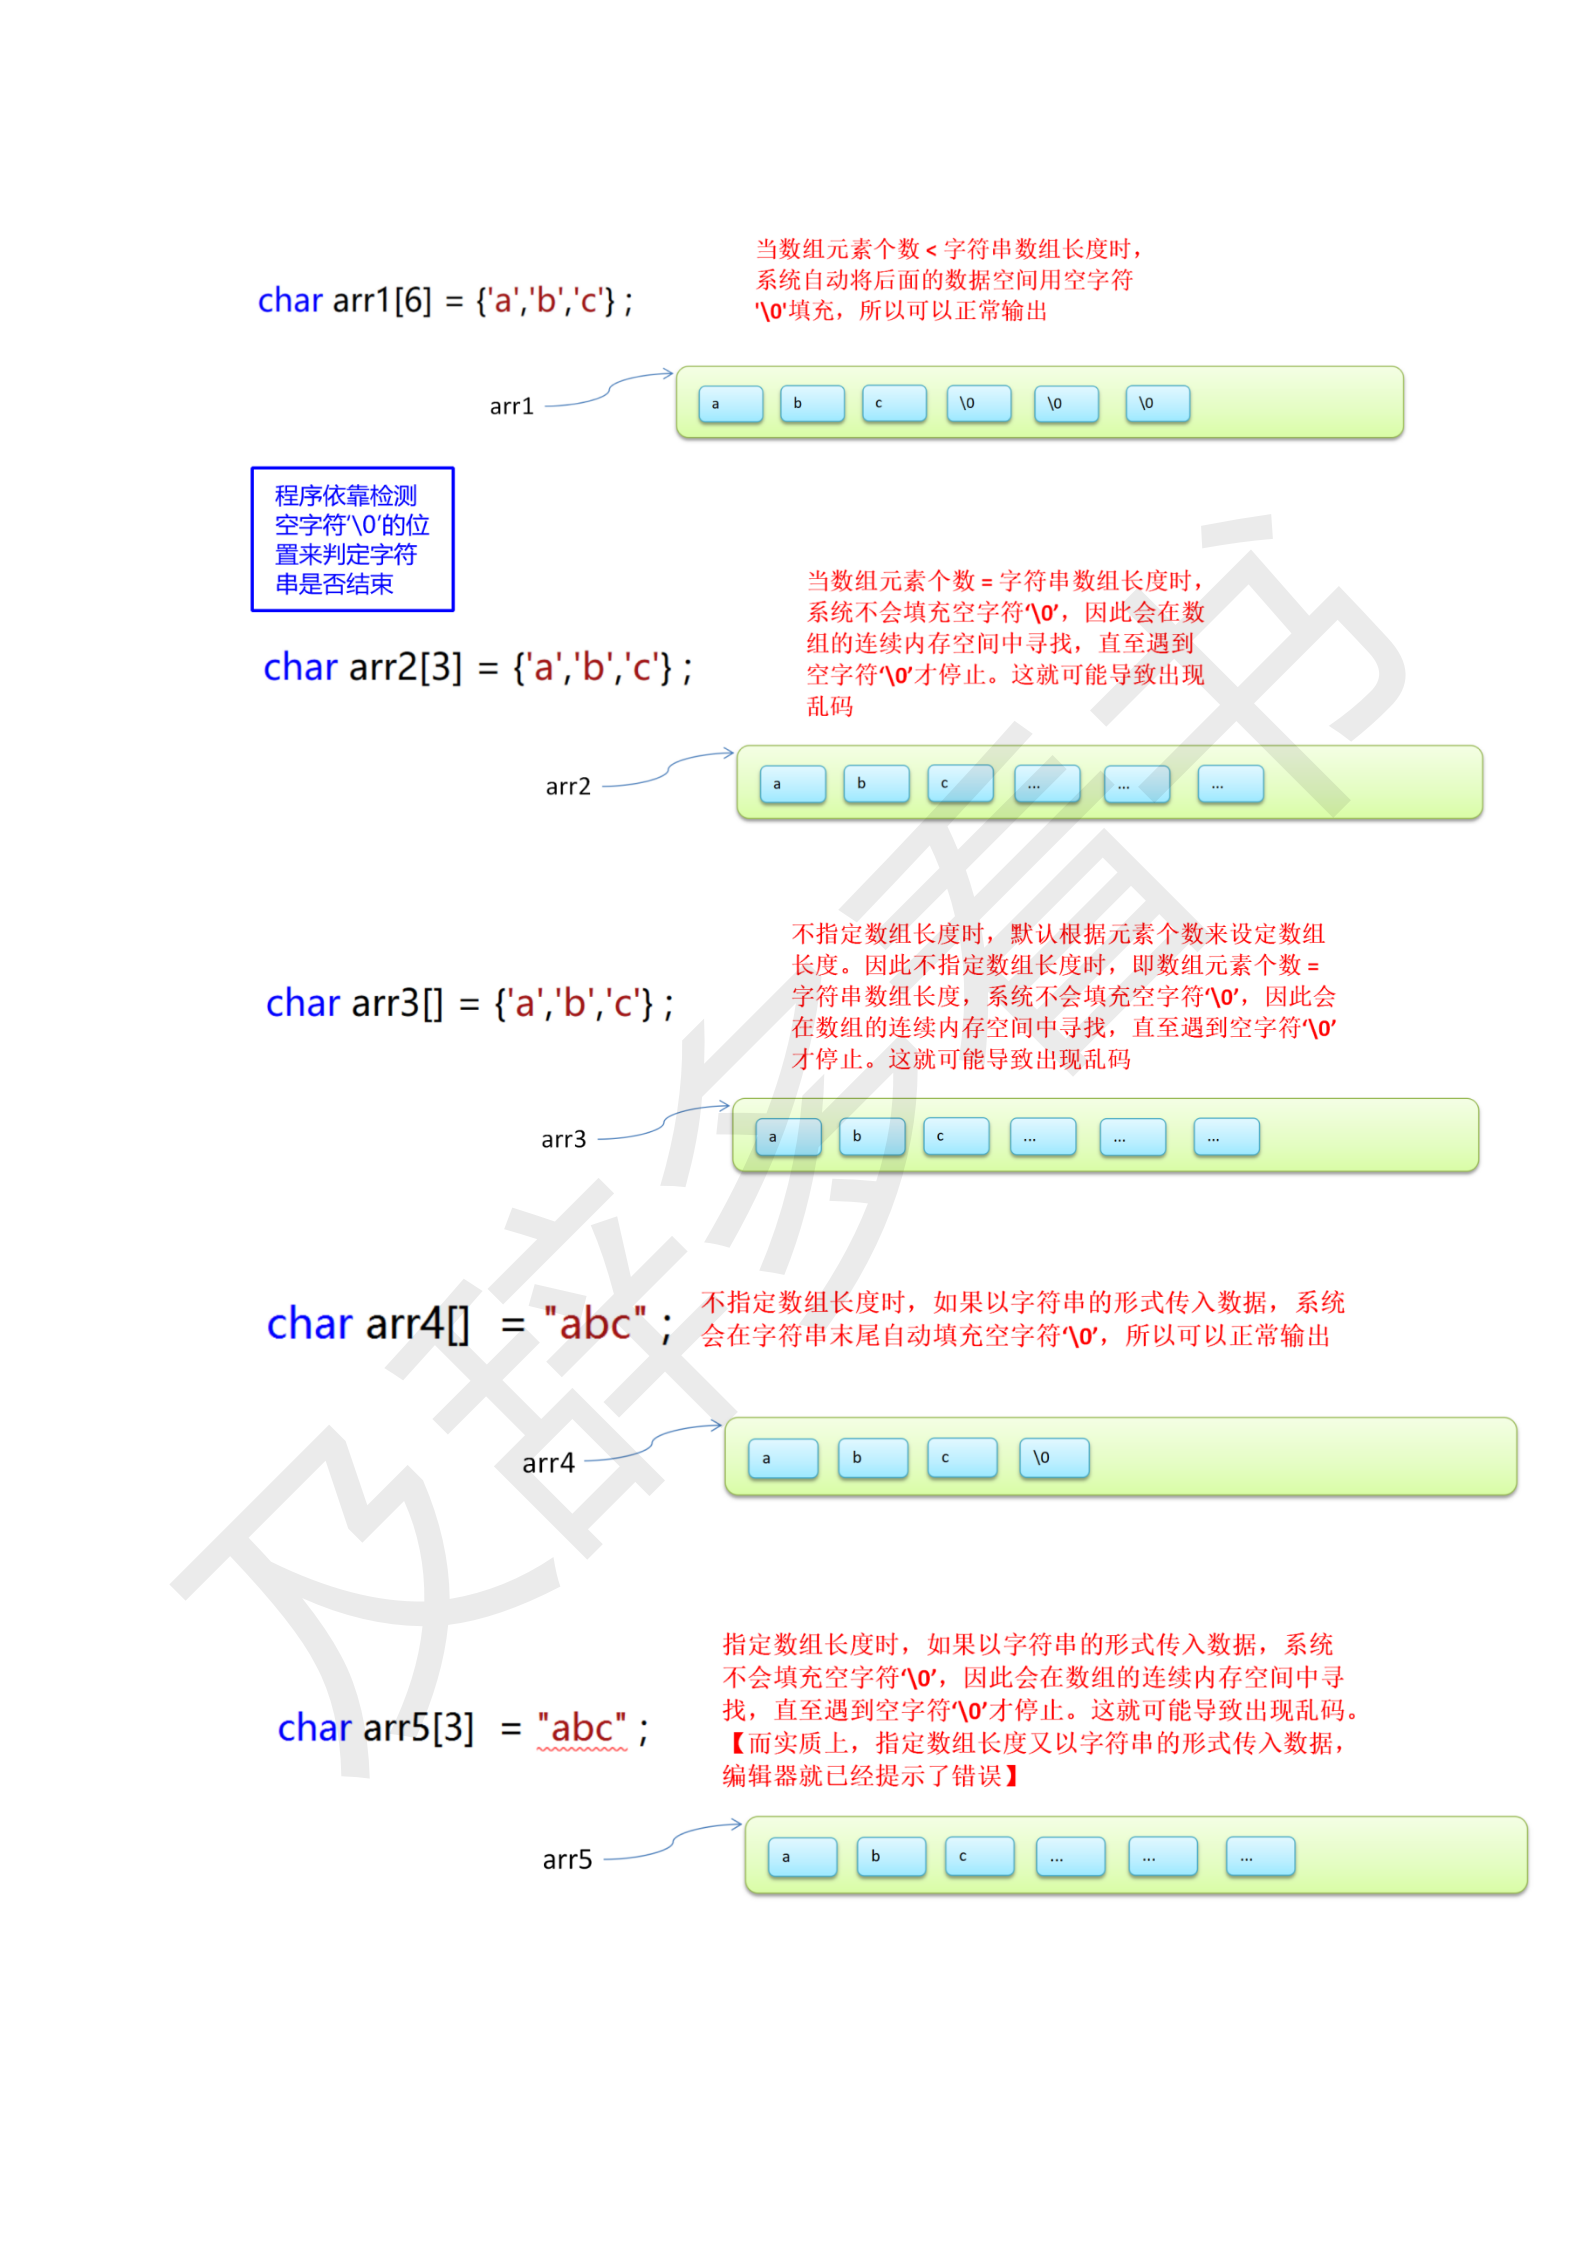 当数组元素个数 < 字符串数组长度时，
系统自动将后面的数据空间用空字符
'\0'填充，所以可以正常输出
char arr1[6] = {'a','b','c'} ;
arr1
a b c \0 \0 \0
程序依靠检测
空字符‘\0’的位
置来判定字符
串是否结束
当数组元素个数 = 字符串数组长度时，
系统不会填充空字符‘\0’，因此会在数
组的连续内存空间中寻找，直至遇到
空字符‘\0’才停止。这就可能导致出现
乱码
char arr2[3] = {'a','b','c'} ;
arr2
a b c ... ... ...
不指定数组长度时，默认根据元素个数来设定数组
长度。因此不指定数组长度时，即数组元素个数 =
字符串数组长度，系统不会填充空字符‘\0’，因此会
在数组的连续内存空间中寻找，直至遇到空字符‘\0’
才停止。这就可能导致出现乱码
char arr3[] = {'a','b','c'} ;
arr3
a b c ... ... ...
char arr4[] = "abc" ;
不指定数组长度时，如果以字符串的形式传入数据，系统
会在字符串末尾自动填充空字符‘\0’，所以可以正常输出
arr4
a b c \0
指定数组长度时，如果以字符串的形式传入数据，系统
不会填充空字符‘\0’，因此会在数组的连续内存空间中寻
找，直至遇到空字符‘\0’才停止。这就可能导致出现乱码。
【而实质上，指定数组长度又以字符串的形式传入数据，
编辑器就已经提示了错误】
char arr5[3] = "abc" ;
arr5
a b c ... ... ...
及辞多看书